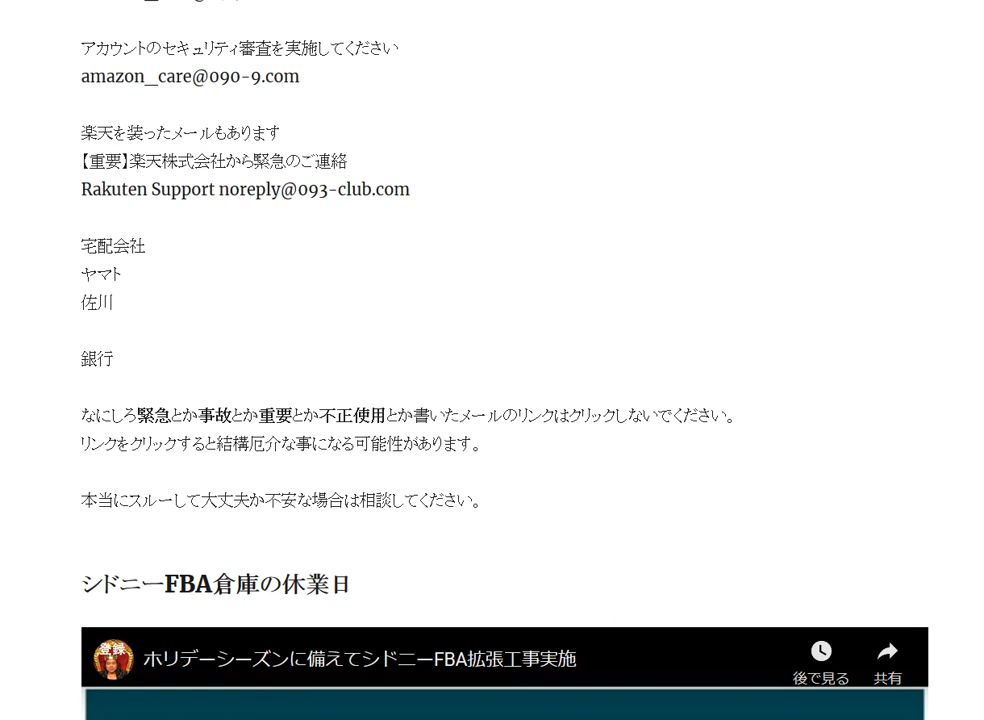 アカウントのセキュリティ審査を実施してください
amazon_care@090-9.com
楽天を装ったメールもあります
【重要】楽天株式会社から緊急のご連絡
Rakuten Support noreply@093-club.com
宅配会社
ヤマト
佐川
銀行
なにしろ緊急とか事故とか重要とか不正使用とか書いたメールのリンクはクリックしないでください。
リンクをクリックすると結構厄介な事になる可能性があります。
本当にスルーして大丈夫か不安な場合は相談してください。
シドニーFBA倉庫の休業日
ホリデーシーズンに備えてシドニーFBA拡張工事実施
後で見る
共有